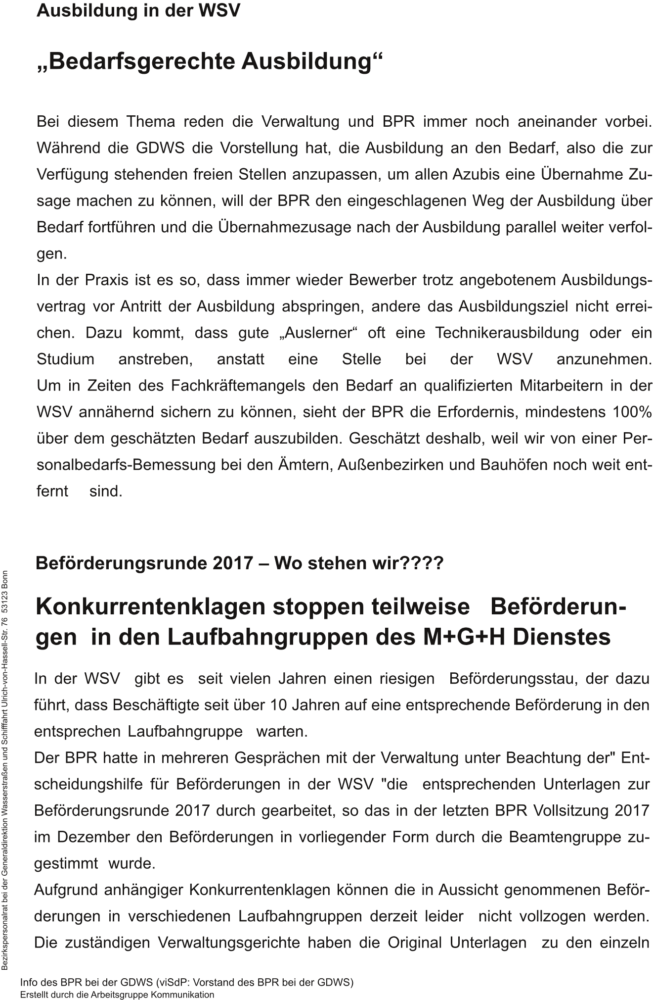 Ausbildung in der WSV
„Bedarfsgerechte Ausbildung“
Bei diesem Thema reden die Verwaltung und BPR immer noch aneinander vorbei.
Während die GDWS die Vorstellung hat, die Ausbildung an den Bedarf, also die zur
Verfügung stehenden freien Stellen anzupassen, um allen Azubis eine Übernahme Zu-
sage machen zu können, will der BPR den eingeschlagenen Weg der Ausbildung über
Bedarf fortführen und die Übernahmezusage nach der Ausbildung parallel weiter verfol-
gen.
In der Praxis ist es so, dass immer wieder Bewerber trotz angebotenem Ausbildungs-
vertrag vor Antritt der Ausbildung abspringen, andere das Ausbildungsziel nicht errei-
chen. Dazu kommt, dass gute „Auslerner“ oft eine Technikerausbildung oder ein
Studium anstreben, anstatt eine Stelle bei der WSV anzunehmen.
Um in Zeiten des Fachkräftemangels den Bedarf an qualifizierten Mitarbeitern in der
WSV annähernd sichern zu können, sieht der BPR die Erfordernis, mindestens 100%
über dem geschätzten Bedarf auszubilden. Geschätzt deshalb, weil wir von einer Per-
sonalbedarfs-Bemessung bei den Ämtern, Außenbezirken und Bauhöfen noch weit ent-
fernt sind.
Beförderungsrunde 2017 – Wo stehen wir????
Konkurrentenklagen stoppen teilweise Beförderun-
gen in den Laufbahngruppen des M+G+H Dienstes
In der WSV gibt es seit vielen Jahren einen riesigen Beförderungsstau, der dazu
führt, dass Beschäftigte seit über 10 Jahren auf eine entsprechende Beförderung in den
entsprechen Laufbahngruppe warten.
Der BPR hatte in mehreren Gesprächen mit der Verwaltung unter Beachtung der" Ent-
scheidungshilfe für Beförderungen in der WSV "die entsprechenden Unterlagen zur
Beförderungsrunde 2017 durch gearbeitet, so das in der letzten BPR Vollsitzung 2017
im Dezember den Beförderungen in vorliegender Form durch die Beamtengruppe zu-
gestimmt wurde.
Aufgrund anhängiger Konkurrentenklagen können die in Aussicht genommenen Beför-
derungen in verschiedenen Laufbahngruppen derzeit leider nicht vollzogen werden.
Die zuständigen Verwaltungsgerichte haben die Original Unterlagen zu den einzeln
Bezirkspersonalrat bei der Generaldirektion Wasserstraßen und Schifffahrt Ulrich-von-Hassell-Str. 76 53123 Bonn
Info des BPR bei der GDWS (viSdP: Vorstand des BPR bei der GDWS)
Erstellt durch die Arbeitsgruppe Kommunikation